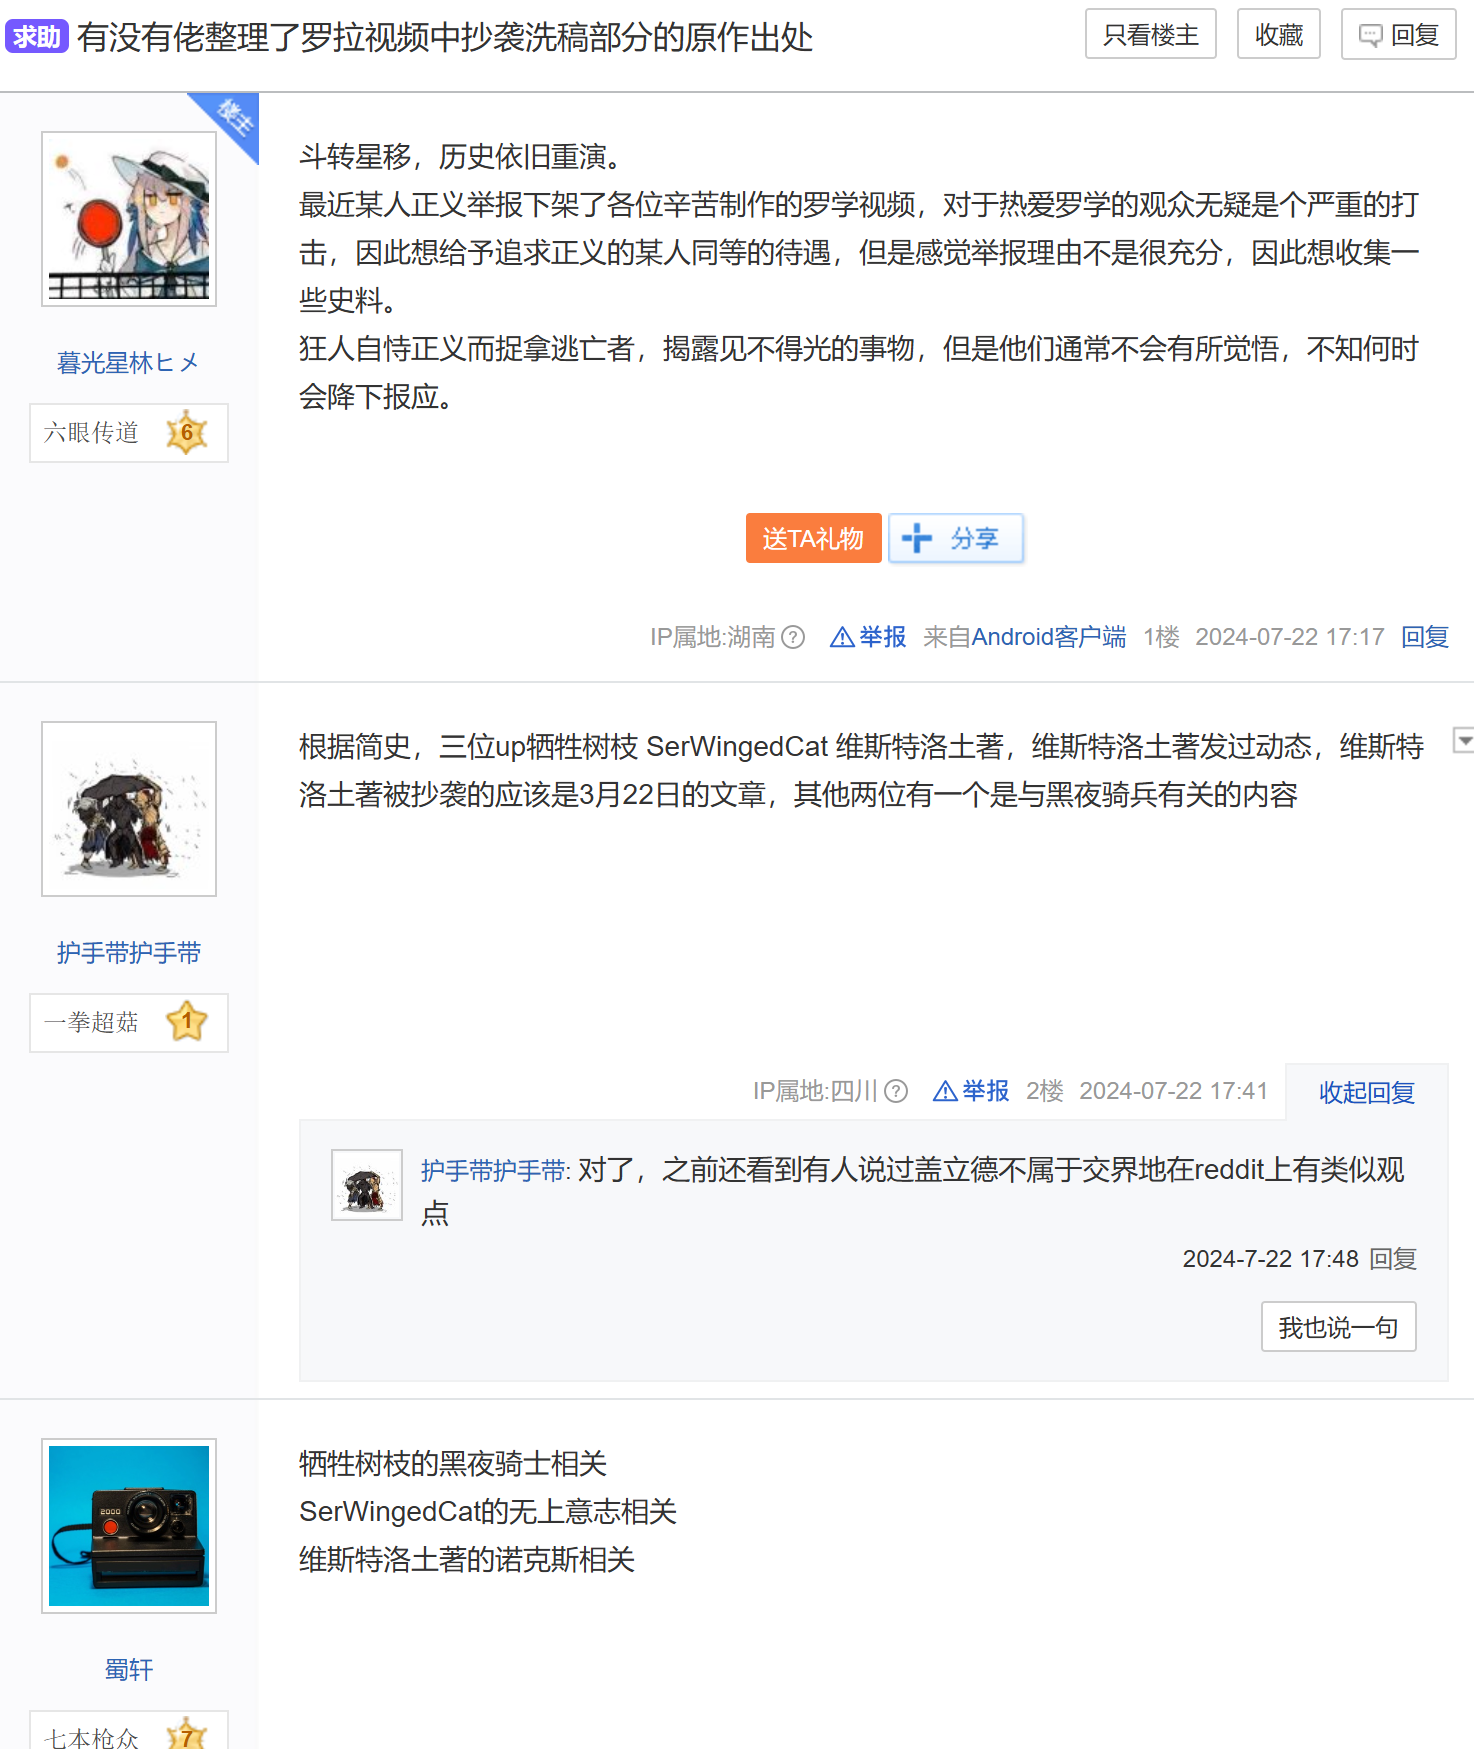 求助 有没有佬整理了罗拉视频中抄袭洗稿部分的原作出处
只看楼主 收藏 回复
楼主
斗转星移，历史依旧重演。
最近某人正义举报下架了各位辛苦制作的罗学视频，对于热爱罗学的观众无疑是个严重的打
击，因此想给予追求正义的某人同等的待遇，但是感觉举报理由不是很充分，因此想收集一
些史料。
狂人自恃正义而捉拿逃亡者，揭露见不得光的事物，但是他们通常不会有所觉悟，不知何时
会降下报应。
暮光星林ヒメ
六眼传道 6
送TA礼物 分享
IP属地:湖南 举报 来自Android客户端 1楼 2024-07-22 17:17 回复
根据简史，三位up牺牲树枝 SerWingedCat 维斯特洛土著，维斯特洛土著发过动态，维斯特
洛土著被抄袭的应该是3月22日的文章，其他两位有一个是与黑夜骑兵有关的内容
护手带护手带
一拳超菇 1
IP属地:四川 举报 2楼 2024-07-22 17:41 收起回复
护手带护手带: 对了，之前还看到有人说过盖立德不属于交界地在reddit上有类似观
点
2024-7-22 17:48 回复
我也说一句
牺牲树枝的黑夜骑士相关
SerWingedCat的无上意志相关
维斯特洛土著的诺克斯相关
2000
蜀轩
七本枪众 7